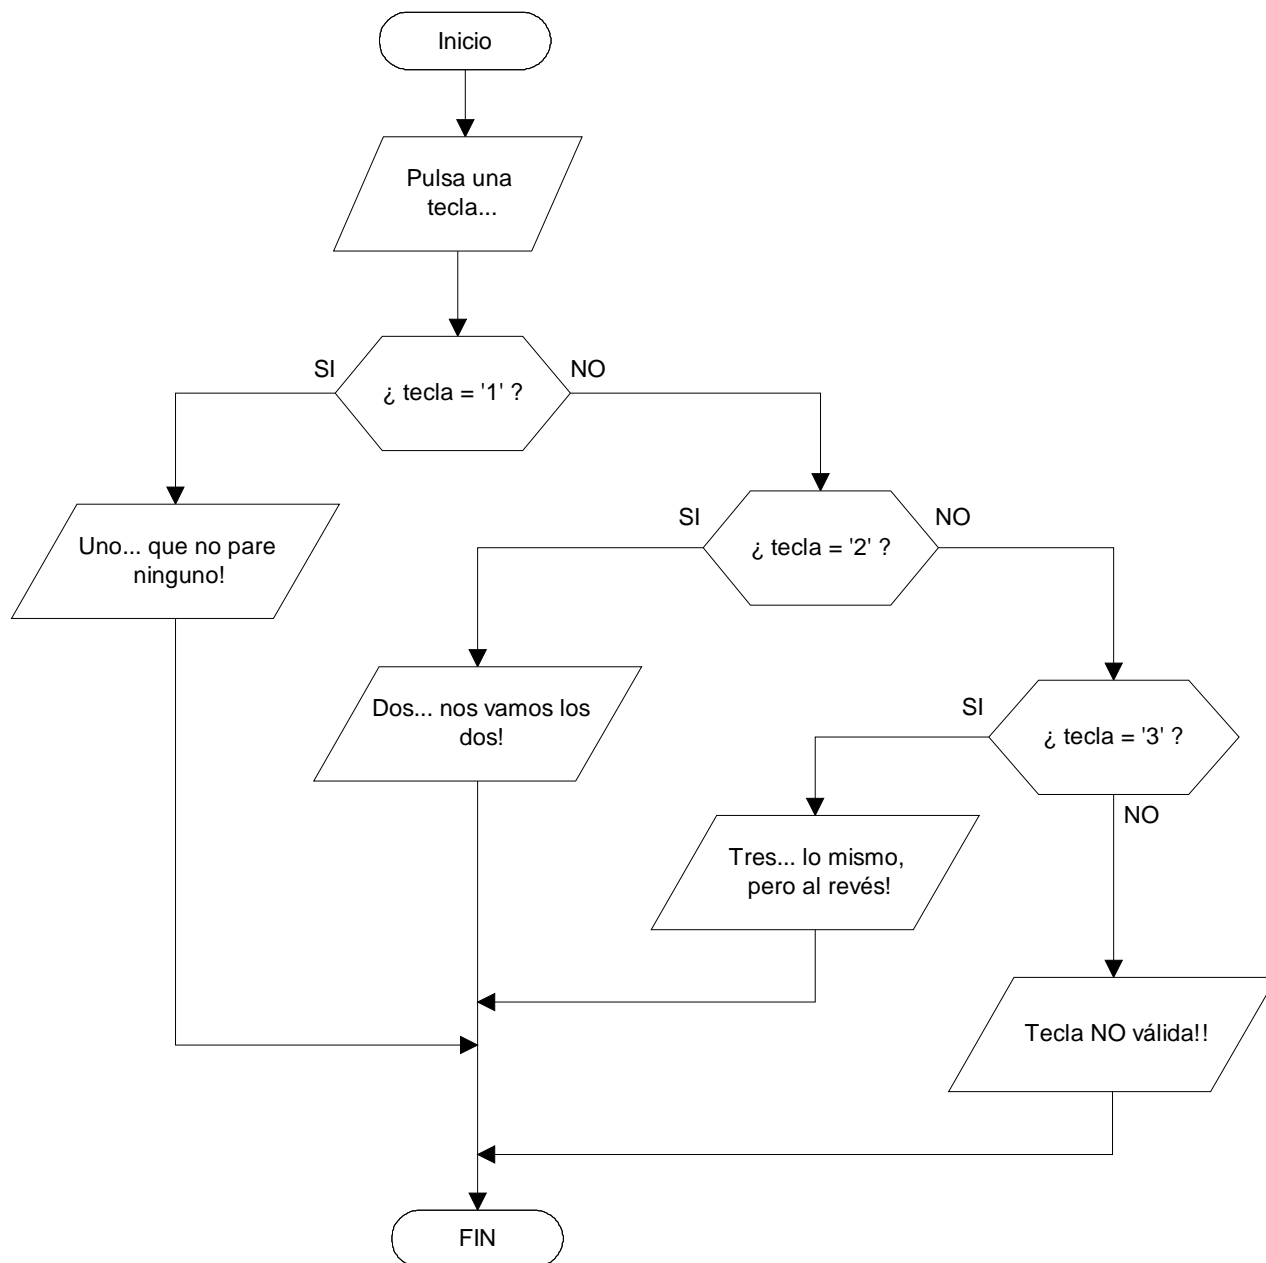 Inicio
Pulsa una
tecla...
SI
NO
¿ tecla = '1' ?
Uno... que no pare
ninguno!
SI
NO
¿ tecla = '2' ?
Dos... nos vamos los
dos!
SI
¿ tecla = '3' ?
NO
Tres... lo mismo,
pero al revés!
Tecla NO válida!!
FIN